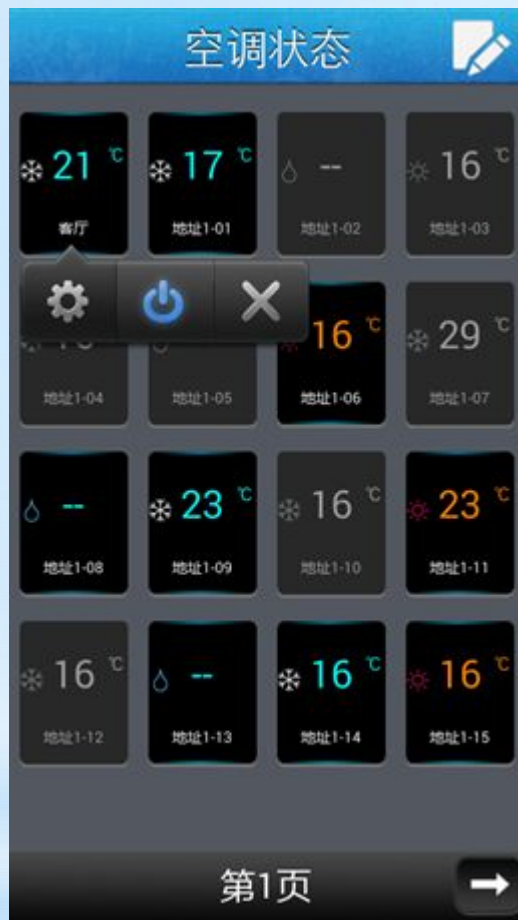 空调状态
21 ℃
17 ℃
--
16 ℃
客厅
地址1-01
地址1-02
地址1-03
16 ℃
29 ℃
地址1-04
地址1-05
地址1-06
地址1-07
--
23 ℃
16 ℃
23 ℃
地址1-08
地址1-09
地址1-10
地址1-11
16 ℃
--
16 ℃
16 ℃
地址1-12
地址1-13
地址1-14
地址1-15
第1页